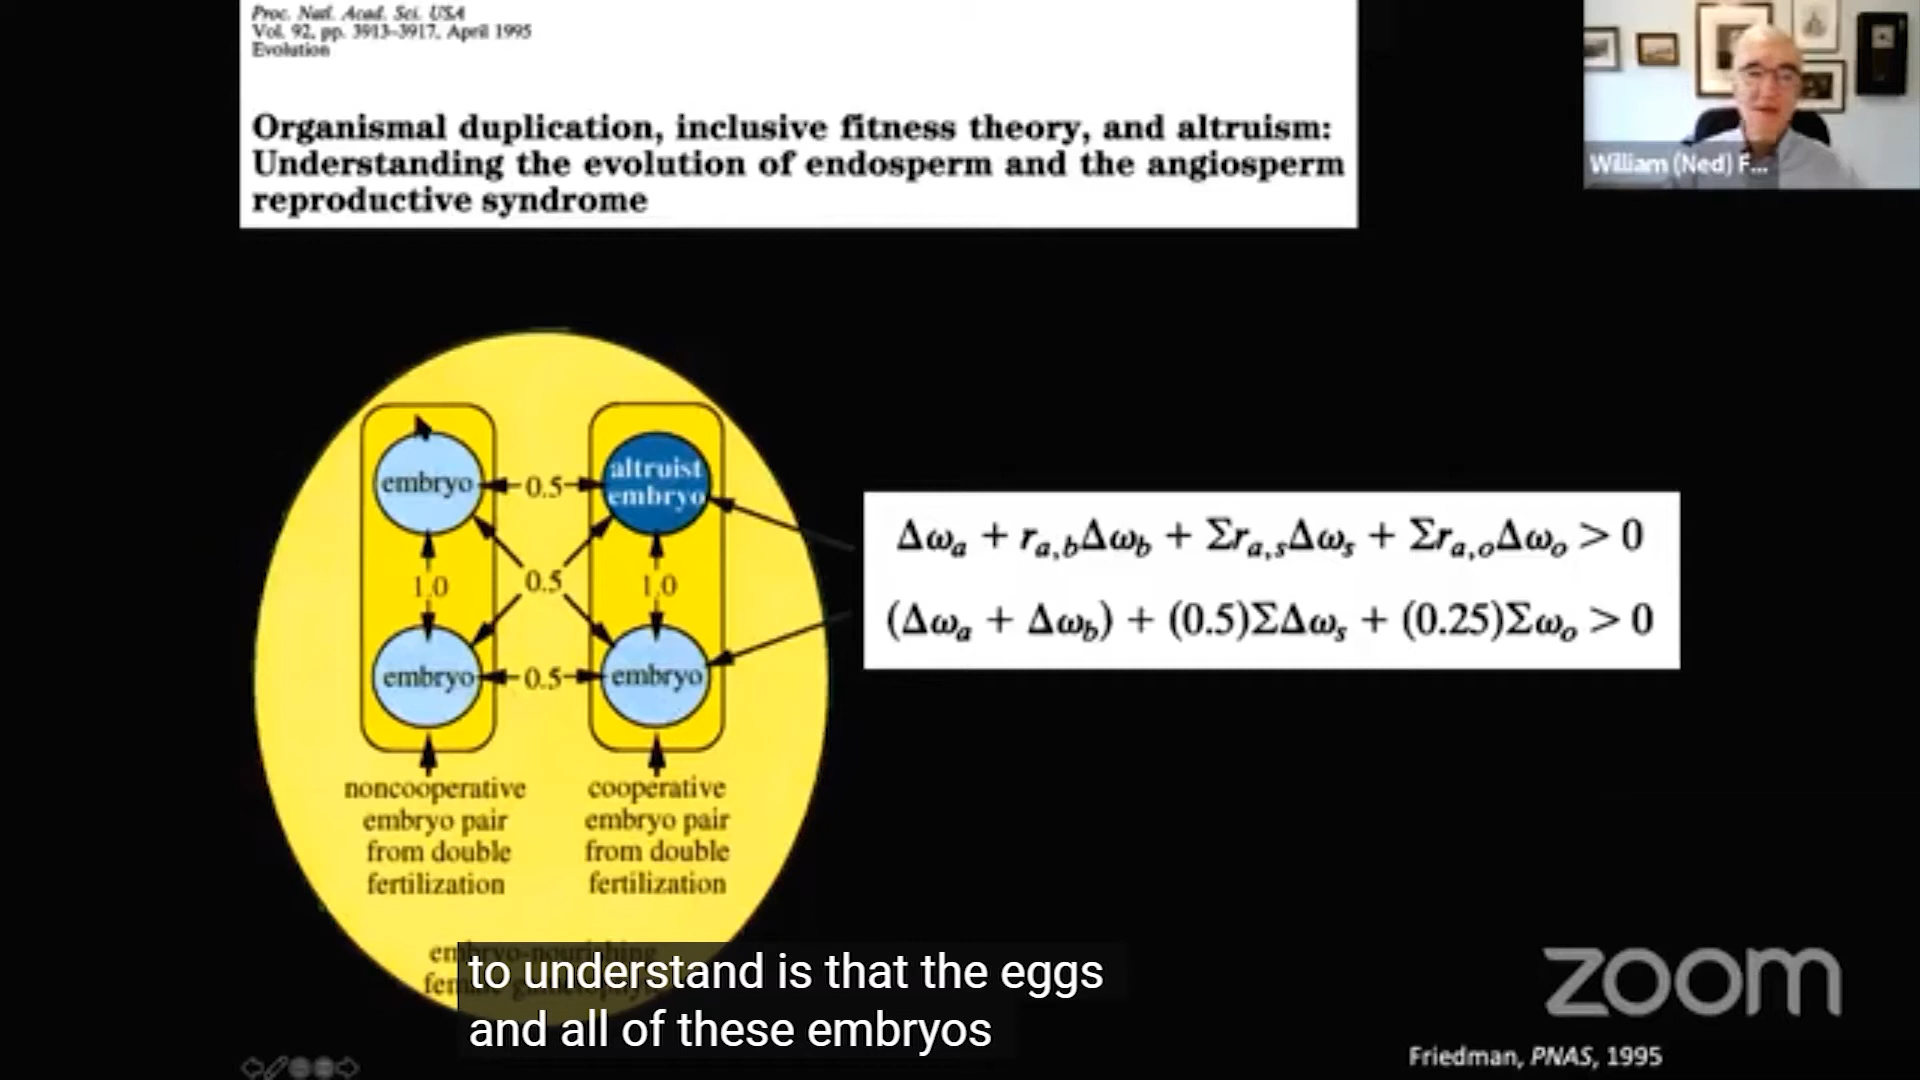 Proc. Natl. Acad. Sci. USA
Vol. 92, pp. 3913-3917, April 1995
Evolution
Organismal duplication, inclusive fitness theory, and altruism:
Understanding the evolution of endosperm and the angiosperm
reproductive syndrome
William (Ned) F...
embryo
0.5
altruist
embryo
1.0
0.5
1.0
embryo
0.5
embryo
Δω_a + r_{a,b}Δω_b + Σr_{a,s}Δω_s + Σr_{a,o}Δω_o > 0
(Δω_a + Δω_b) + (0.5)ΣΔω_s + (0.25)Σω_o > 0
noncooperative
embryo pair
from double
fertilization
cooperative
embryo pair
from double
fertilization
to understand is that the eggs
and all of these embryos
zoom
Friedman, PNAS, 1995